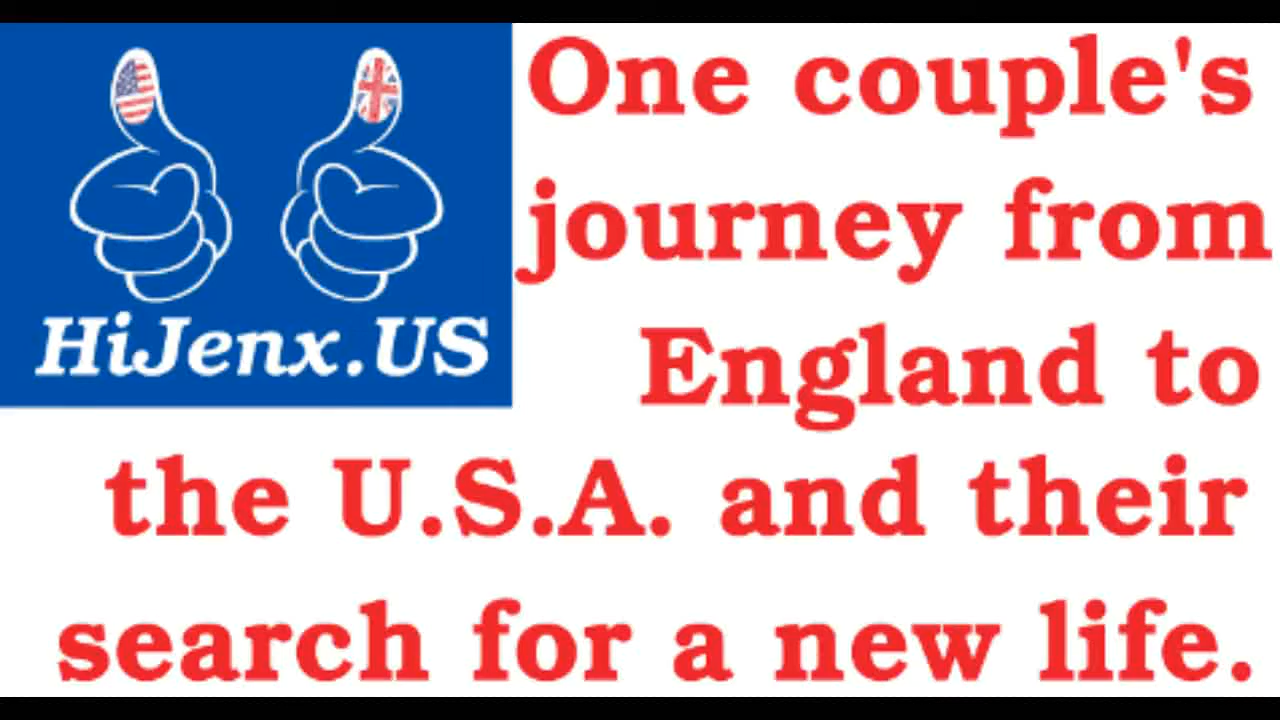 HiJenx.US
One couple's
journey from
England to
the U.S.A. and their
search for a new life.